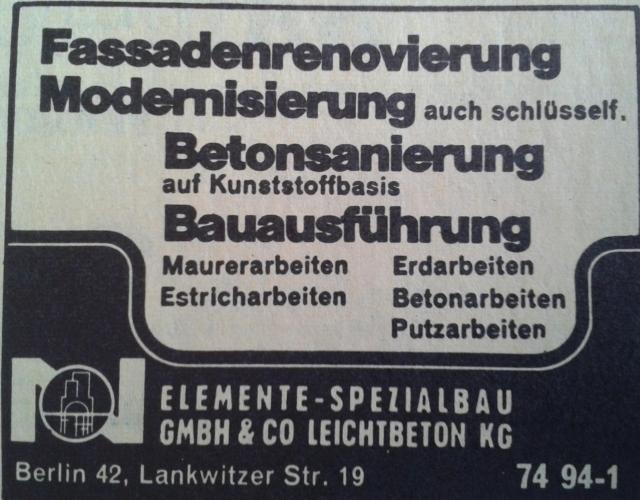 Fassadenrenovierung
Modernisierung auch schlüsself.
Betonsanierung
auf Kunststoffbasis
Bauausführung
Maurerarbeiten Erdarbeiten
Estricharbeiten Betonarbeiten
Putzarbeiten
N
ELEMENTE-SPEZIALBAU
GMBH & CO LEICHTBETON KG
Berlin 42, Lankwitzer Str. 19 74 94-1